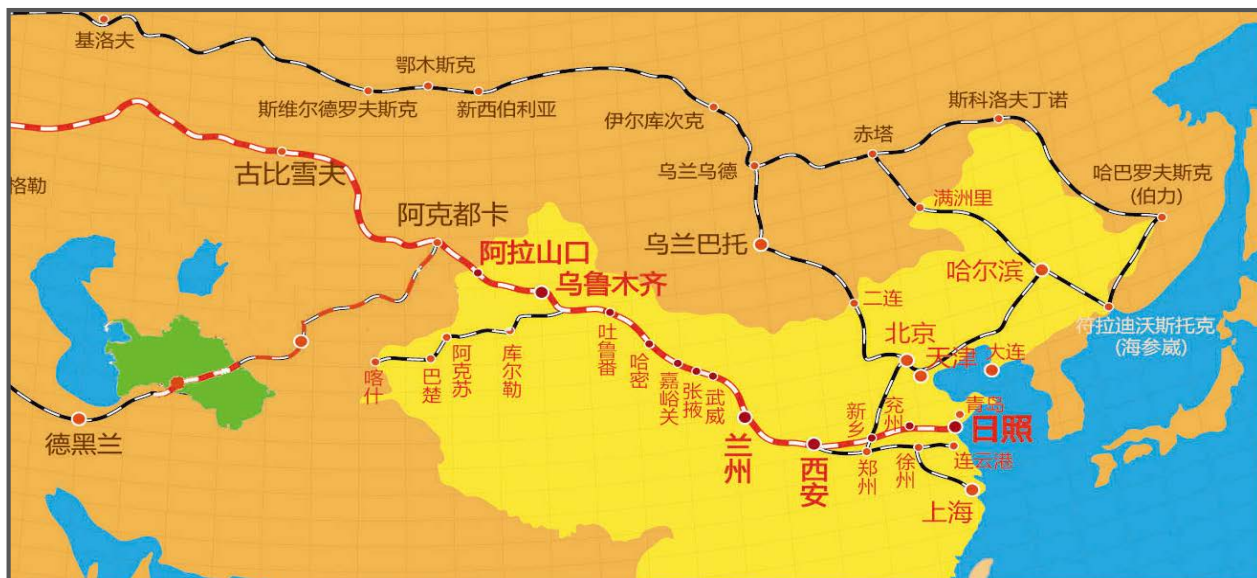 基洛夫
斯维尔德罗夫斯克
鄂木斯克
新西伯利亚
伊尔库次克
乌兰乌德
赤塔
斯科洛夫丁诺
哈巴罗夫斯克
(伯力)
格勒
古比雪夫
阿克都卡
阿拉山口
乌鲁木齐
乌兰巴托
满洲里
哈尔滨
二连
符拉迪沃斯托克
(海参崴)
北京
天津
大连
吐鲁番
哈密
嘉峪关
张掖
武威
库尔勒
阿克苏
巴楚
喀什
德黑兰
兰州
西安
新乡
兖州
青岛
日照
郑州
徐州
连云港
上海